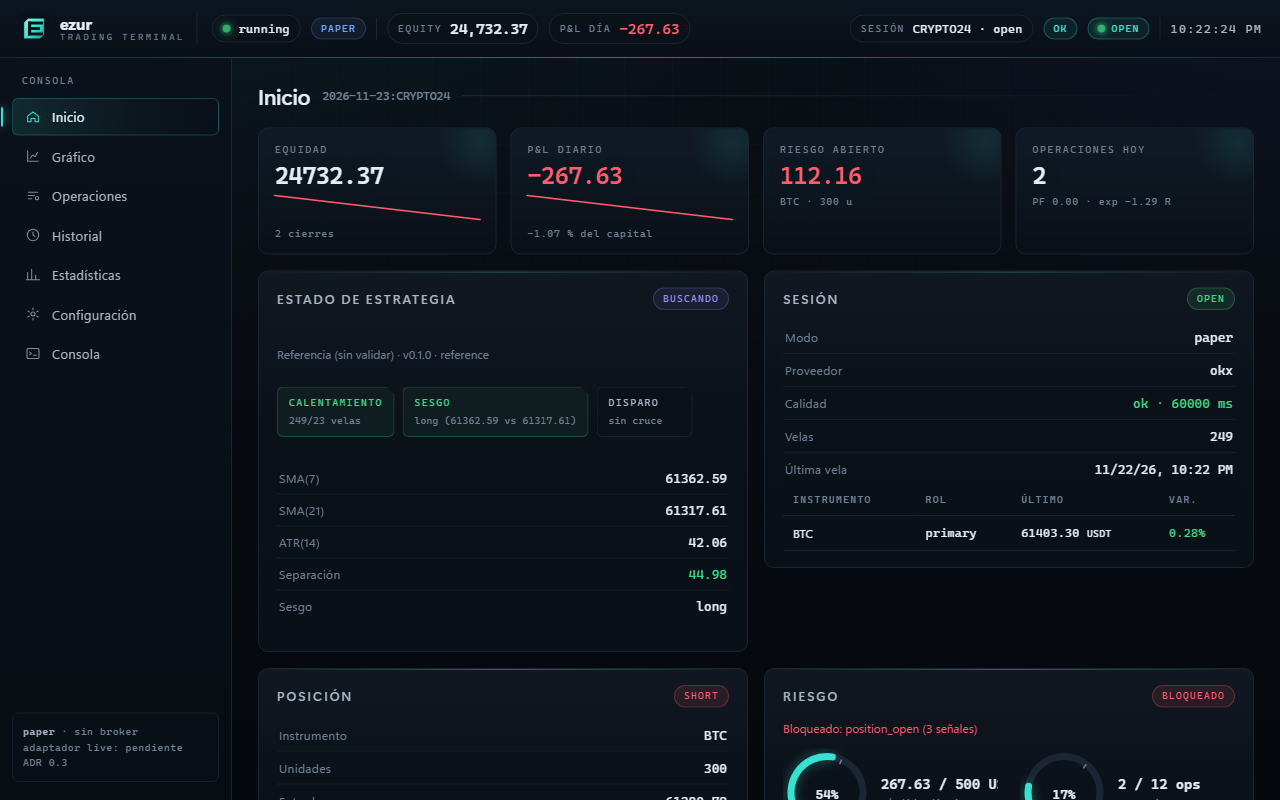 ezur
TRADING TERMINAL
running
PAPER
EQUITY 24,732.37
P&L DÍA −267.63
SESIÓN CRYPTO24 · open
OK
OPEN
10:22:24 PM
CONSOLA
Inicio
Gráfico
Operaciones
Historial
Estadísticas
Configuración
Consola
paper · sin broker
adaptador live: pendiente
ADR 0.3
Inicio 2026-11-23:CRYPTO24
EQUIDAD
24732.37
2 cierres
P&L DIARIO
−267.63
−1.07 % del capital
RIESGO ABIERTO
112.16
BTC · 300 u
OPERACIONES HOY
2
PF 0.00 · exp −1.29 R
ESTADO DE ESTRATEGIA
BUSCANDO
Referencia (sin validar) · v0.1.0 · reference
CALENTAMIENTO
249/23 velas
SESGO
long (61362.59 vs 61317.61)
DISPARO
sin cruce
SMA(7) 61362.59
SMA(21) 61317.61
ATR(14) 42.06
Separación 44.98
Sesgo long
SESIÓN
OPEN
Modo paper
Proveedor okx
Calidad ok · 60000 ms
Velas 249
Última vela 11/22/26, 10:22 PM
INSTRUMENTO ROL ÚLTIMO VAR.
BTC primary 61403.30 USDT 0.28%
POSICIÓN
SHORT
Instrumento BTC
Unidades 300
RIESGO
BLOQUEADO
Bloqueado: position_open (3 señales)
54%
267.63 / 500
17%
2 / 12 ops